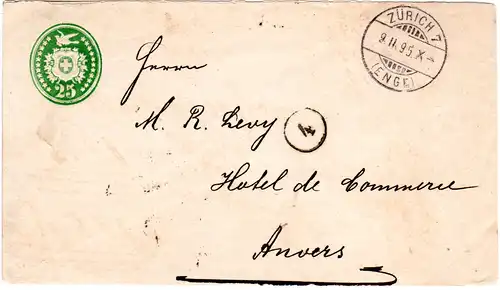 25
ZÜRICH 7
9.II.95.X-
(ENGE)
Herrn
M. R. Levy
4
Hotel de Commerce
Anvers